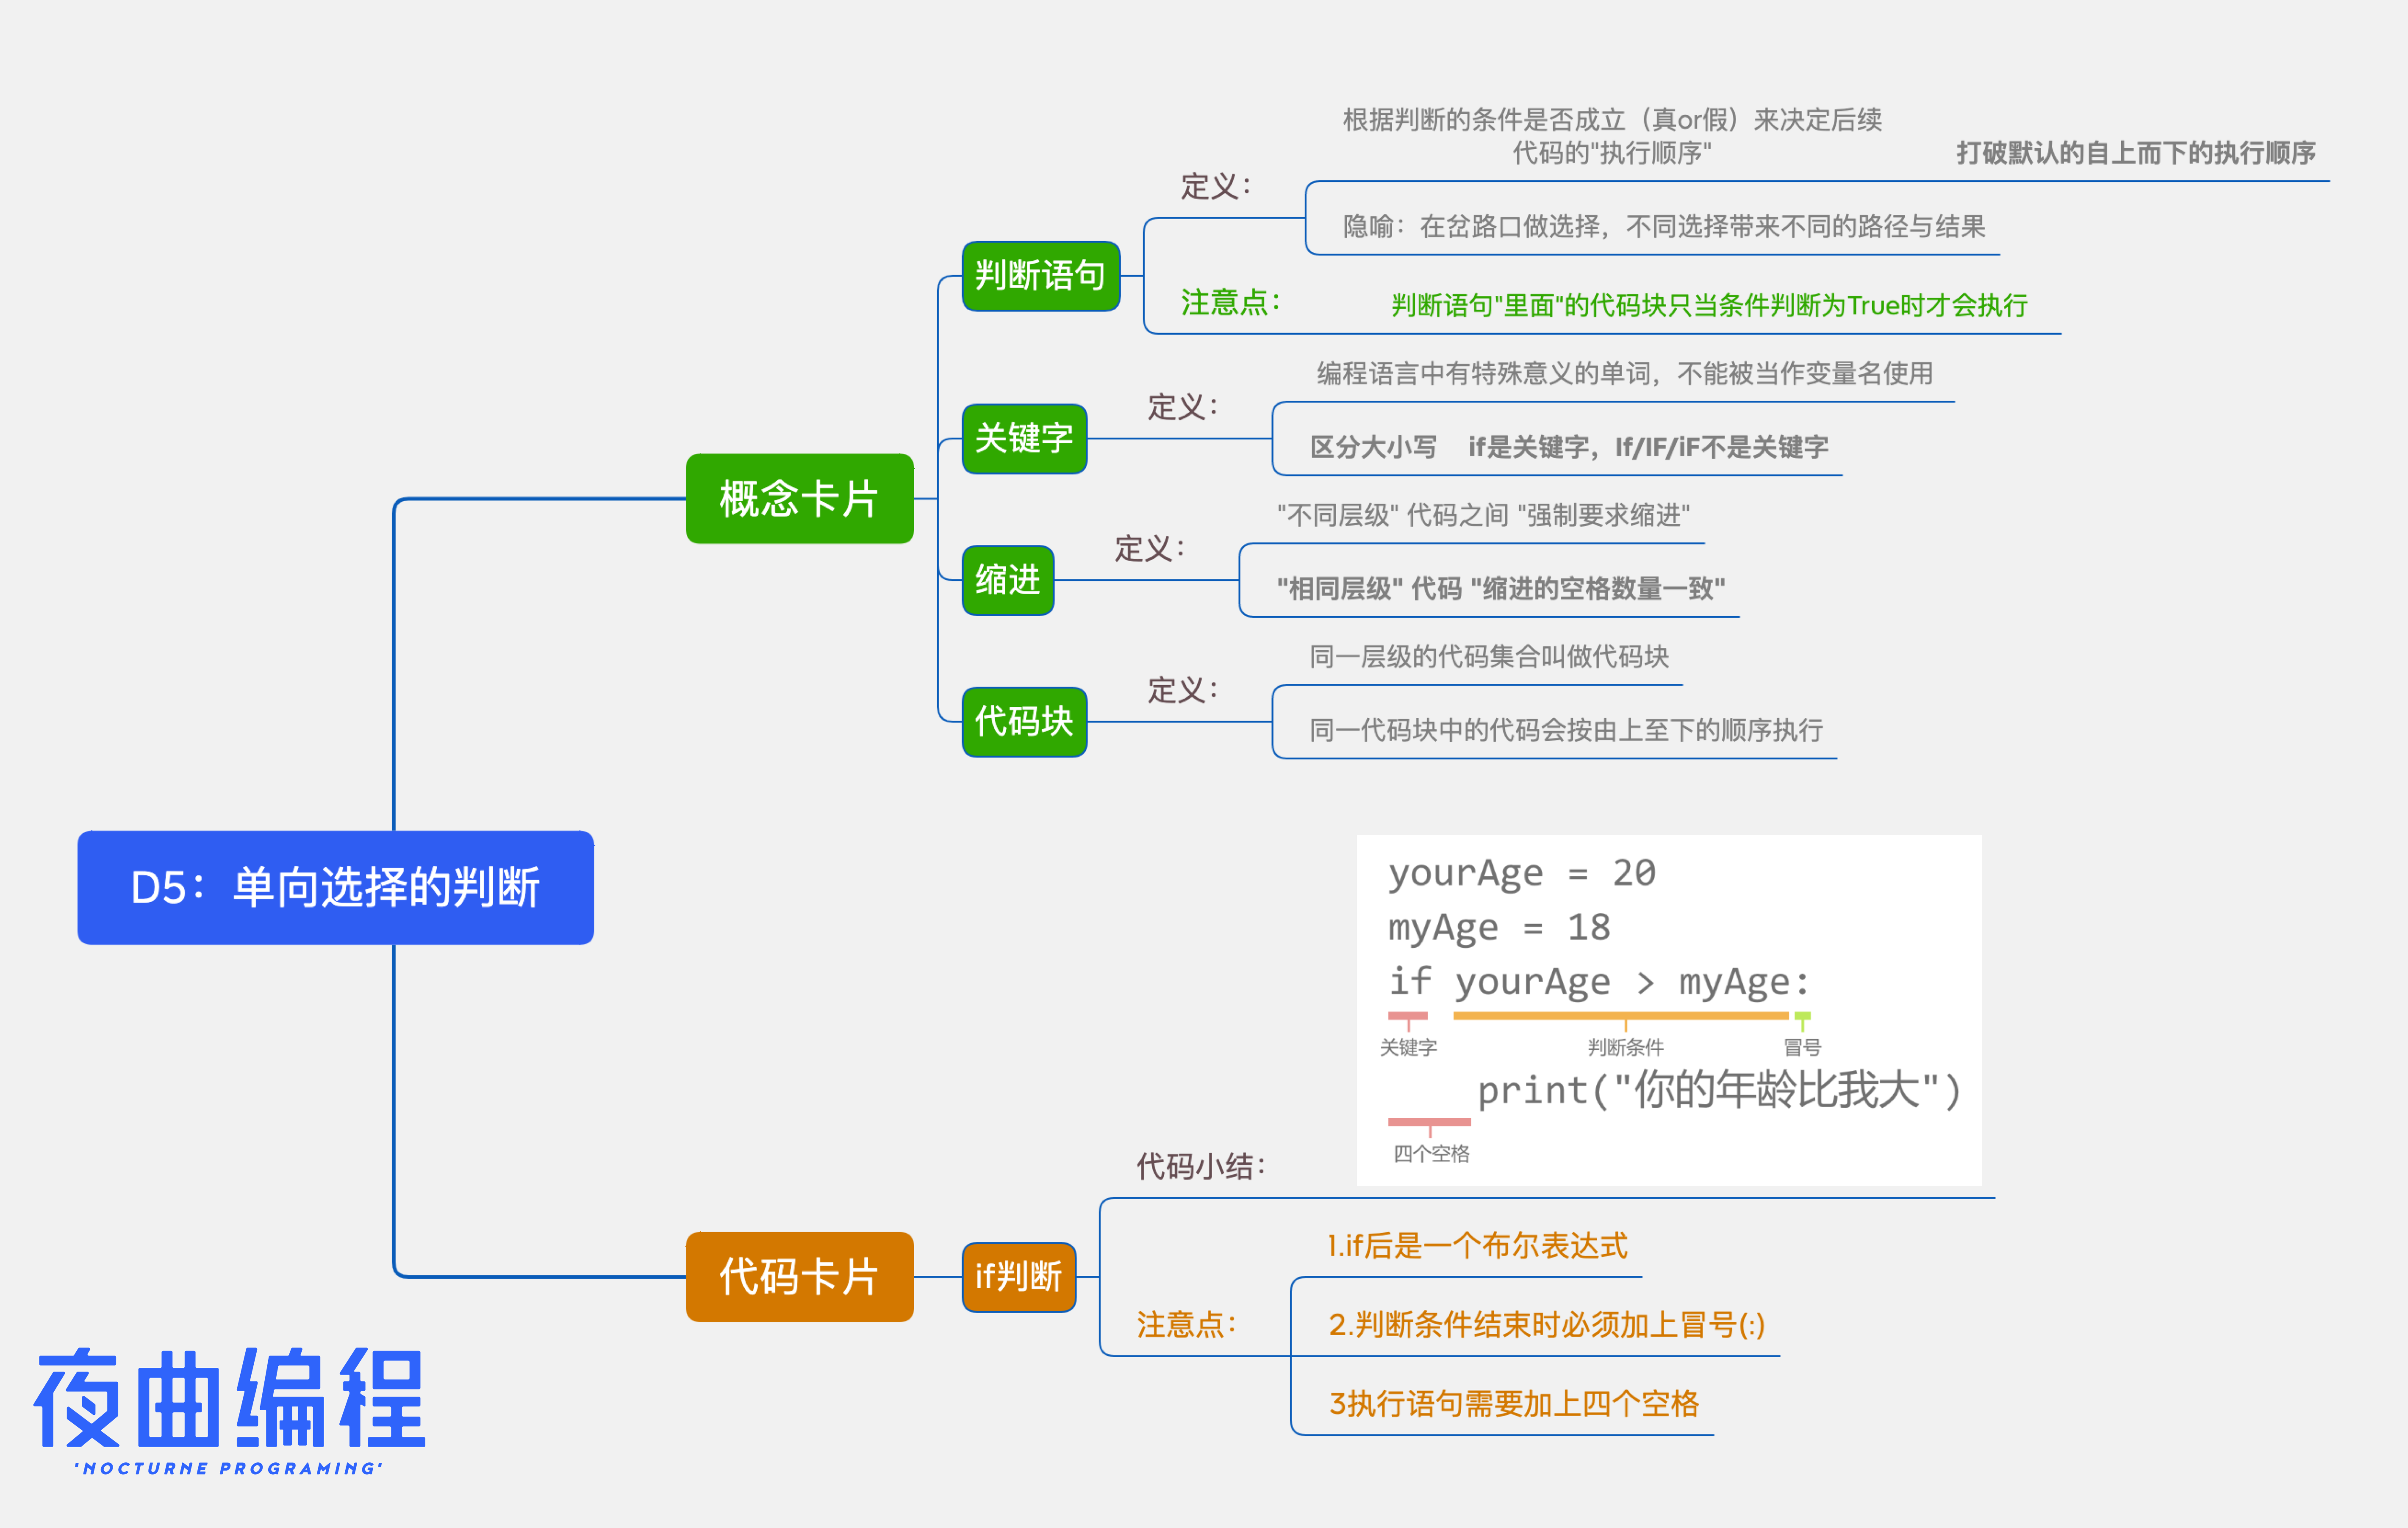 D5：单向选择的判断
概念卡片
判断语句
定义：
根据判断的条件是否成立（真or假）来决定后续
代码的"执行顺序"
打破默认的自上而下的执行顺序
隐喻：在岔路口做选择，不同选择带来不同的路径与结果
注意点：
判断语句"里面"的代码块只当条件判断为True时才会执行
关键字
定义：
编程语言中有特殊意义的单词，不能被当作变量名使用
区分大小写 if是关键字，If/IF/iF不是关键字
缩进
定义：
"不同层级" 代码之间 "强制要求缩进"
"相同层级" 代码 "缩进的空格数量一致"
代码块
定义：
同一层级的代码集合叫做代码块
同一代码块中的代码会按由上至下的顺序执行
代码卡片
if判断
代码小结：
yourAge = 20
myAge = 18
if yourAge > myAge:
关键字 判断条件 冒号
print("你的年龄比我大")
四个空格
注意点：
1.if后是一个布尔表达式
2.判断条件结束时必须加上冒号(:)
3执行语句需要加上四个空格
夜曲编程
'NOCTURNE PROGRAMING'